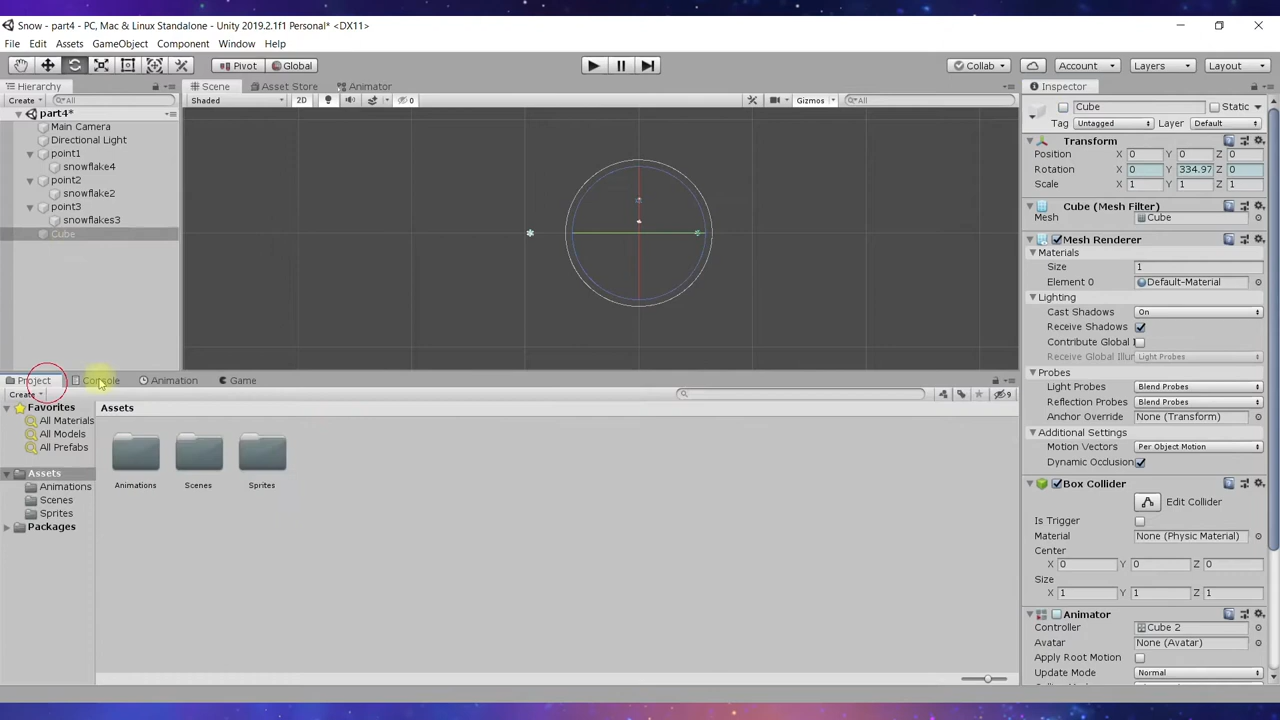 Snow - part4 - PC, Mac & Linux Standalone - Unity 2019.2.1f1 Personal* <DX11>
File Edit Assets GameObject Component Window Help
Pivot Global Collab Account Layers Layout
Hierarchy
Create All
part4*
Main Camera
Directional Light
point1
snowflake4
point2
snowflake2
point3
snowflakes3
Cube
Scene Asset Store Animator
Shaded 2D 0 Gizmos All
Inspector
Cube Static
Tag Untagged Layer Default
Transform
Position X 0 Y 0 Z 0
Rotation X 0 Y 334.97 Z 0
Scale X 1 Y 1 Z 1
Cube (Mesh Filter)
Mesh Cube
Mesh Renderer
Materials
Size 1
Element 0 Default-Material
Lighting
Cast Shadows On
Receive Shadows
Contribute Global I
Receive Global Illur Light Probes
Probes
Light Probes Blend Probes
Reflection Probes Blend Probes
Anchor Override None (Transform)
Additional Settings
Motion Vectors Per Object Motion
Dynamic Occlusion
Box Collider
Edit Collider
Is Trigger
Material None (Physic Material)
Center
X 0 Y 0 Z 0
Size
X 1 Y 1 Z 1
Animator
Controller Cube 2
Avatar None (Avatar)
Apply Root Motion
Update Mode Normal
Project Console Animation Game
Create 9
Favorites
All Materials
All Models
All Prefabs
Assets
Animations
Scenes
Sprites
Packages
Assets
Animations Scenes Sprites